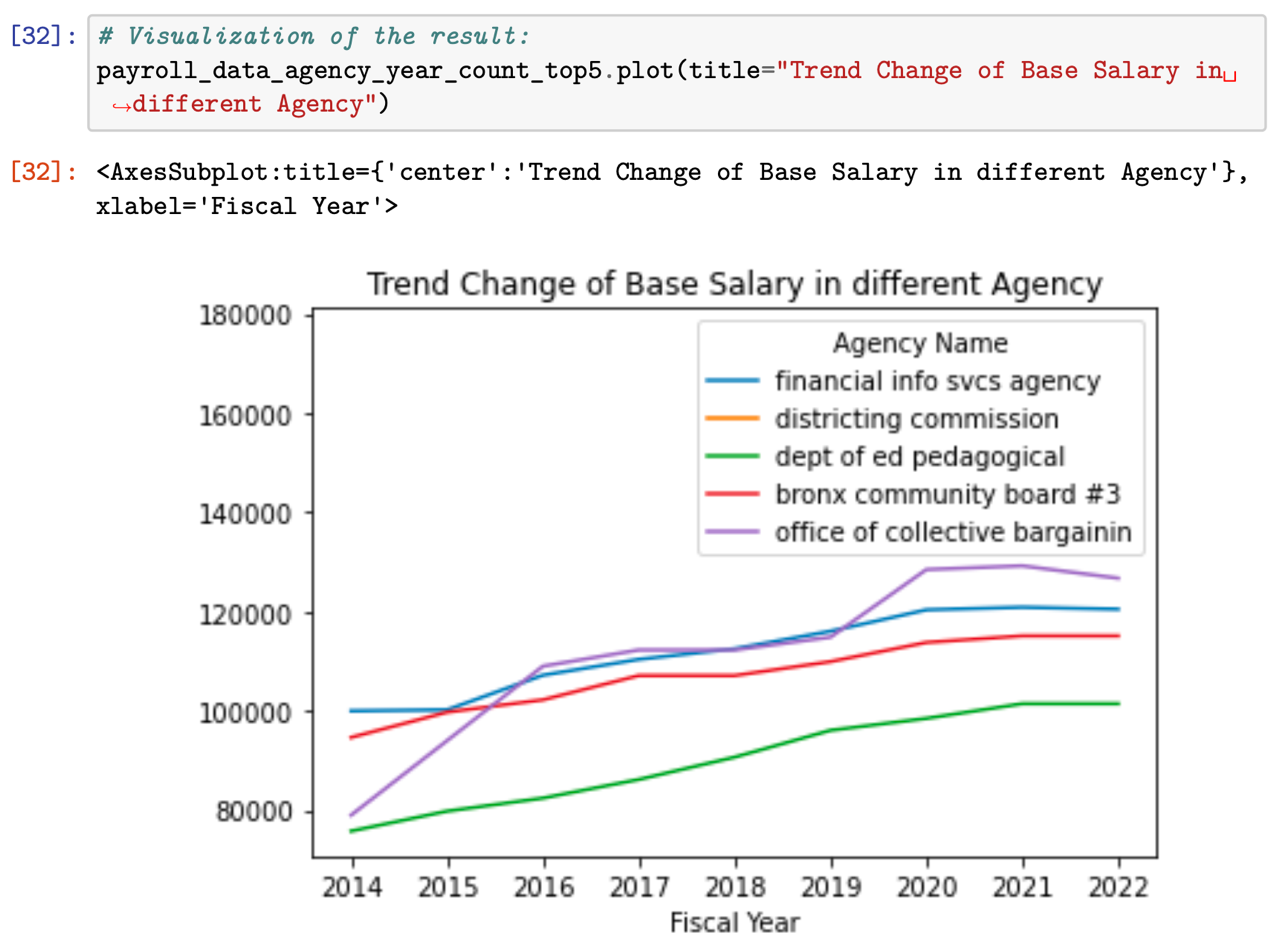 [32]: # Visualization of the result:
payroll_data_agency_year_count_top5.plot(title="Trend Change of Base Salary in␣
↪different Agency")
[32]: <AxesSubplot:title={'center':'Trend Change of Base Salary in different Agency'},
xlabel='Fiscal Year'>
Trend Change of Base Salary in different Agency
180000
160000
140000
120000
100000
80000
Agency Name
financial info svcs agency
districting commission
dept of ed pedagogical
bronx community board #3
office of collective bargainin
2014 2015 2016 2017 2018 2019 2020 2021 2022
Fiscal Year